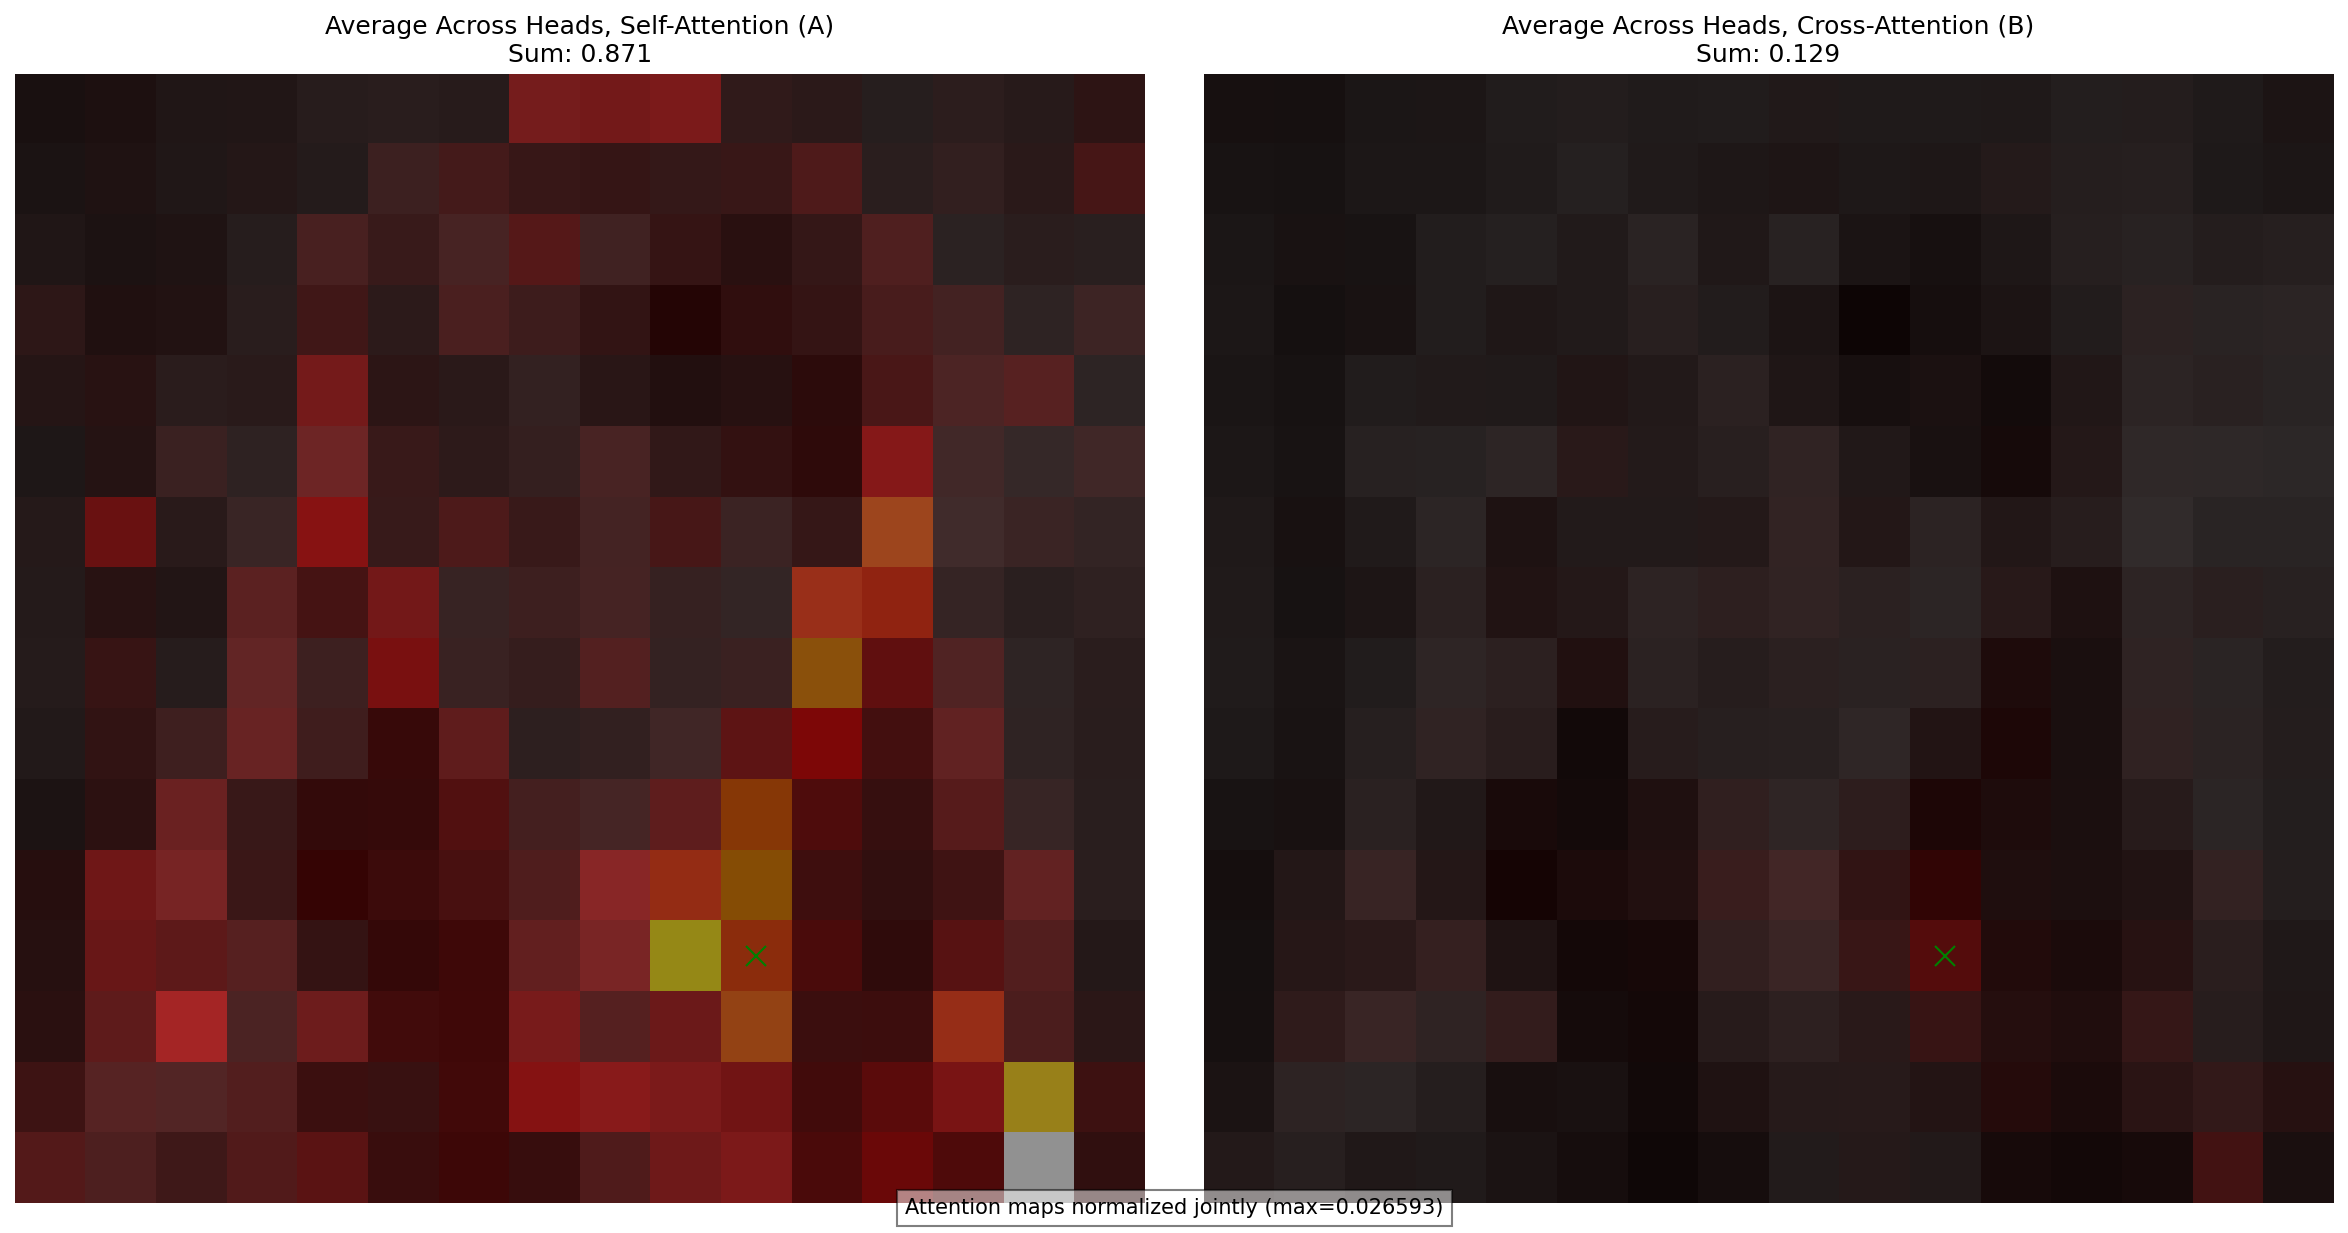 Average Across Heads, Self-Attention (A)
Sum: 0.871
Average Across Heads, Cross-Attention (B)
Sum: 0.129
Attention maps normalized jointly (max=0.026593)